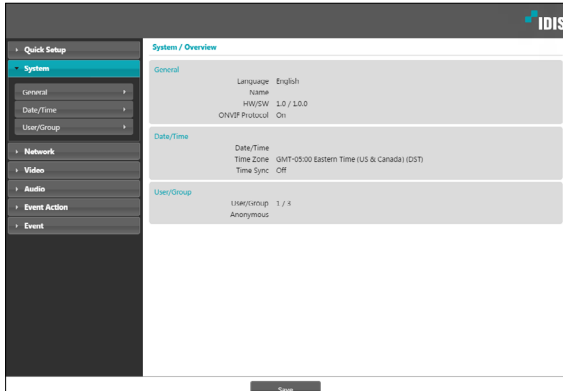 IDIS
Quick Setup
System
General
Date/Time
User/Group
Network
Video
Audio
Event Action
Event
System / Overview
General
Language English
Name
HW/SW 1.0 / 1.0.0
ONVIF Protocol On
Date/Time
Date/Time
Time Zone GMT-05:00 Eastern Time (US & Canada) (DST)
Time Sync Off
User/Group
User/Group 1 / 3
Anonymous
Save